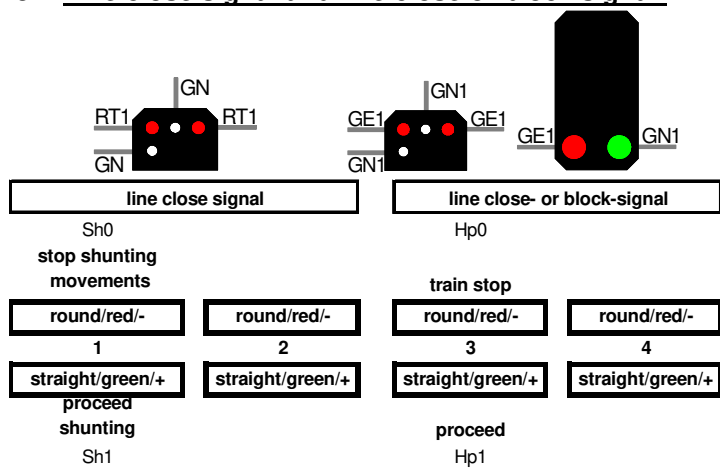 GN
RT1 RT1
GN
GN1
GE1 GE1
GN1
GE1 GN1
line close signal
line close- or block-signal
Sh0 Hp0
stop shunting
movements train stop
round/red/- round/red/- round/red/- round/red/-
1 2 3 4
straight/green/+ straight/green/+ straight/green/+ straight/green/+
proceed
shunting proceed
Sh1 Hp1